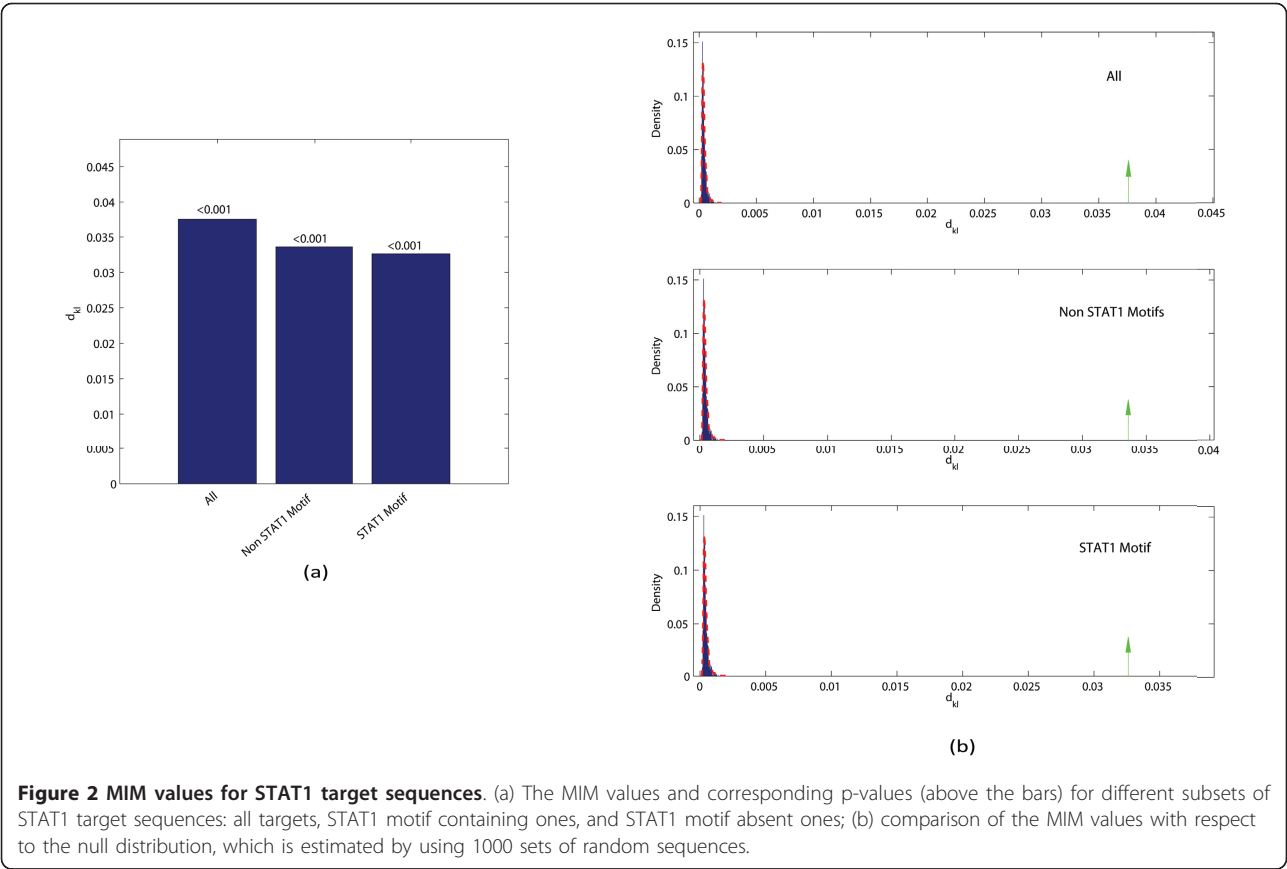 0.045
0.04
0.035
0.03
0.025
0.02
0.015
0.01
0.005
0
d_kl
<0.001
<0.001
<0.001
All
Non STAT1 Motif
STAT1 Motif
(a)
0.15
0.1
0.05
0
Density
All
0 0.005 0.01 0.015 0.02 0.025 0.03 0.035 0.04 0.045
d_kl
0.15
0.1
0.05
0
Density
Non STAT1 Motifs
0 0.005 0.01 0.015 0.02 0.025 0.03 0.035 0.04
d_kl
0.15
0.1
0.05
0
Density
STAT1 Motif
0 0.005 0.01 0.015 0.02 0.025 0.03 0.035
d_kl
(b)
Figure 2 MIM values for STAT1 target sequences. (a) The MIM values and corresponding p-values (above the bars) for different subsets of
STAT1 target sequences: all targets, STAT1 motif containing ones, and STAT1 motif absent ones; (b) comparison of the MIM values with respect
to the null distribution, which is estimated by using 1000 sets of random sequences.